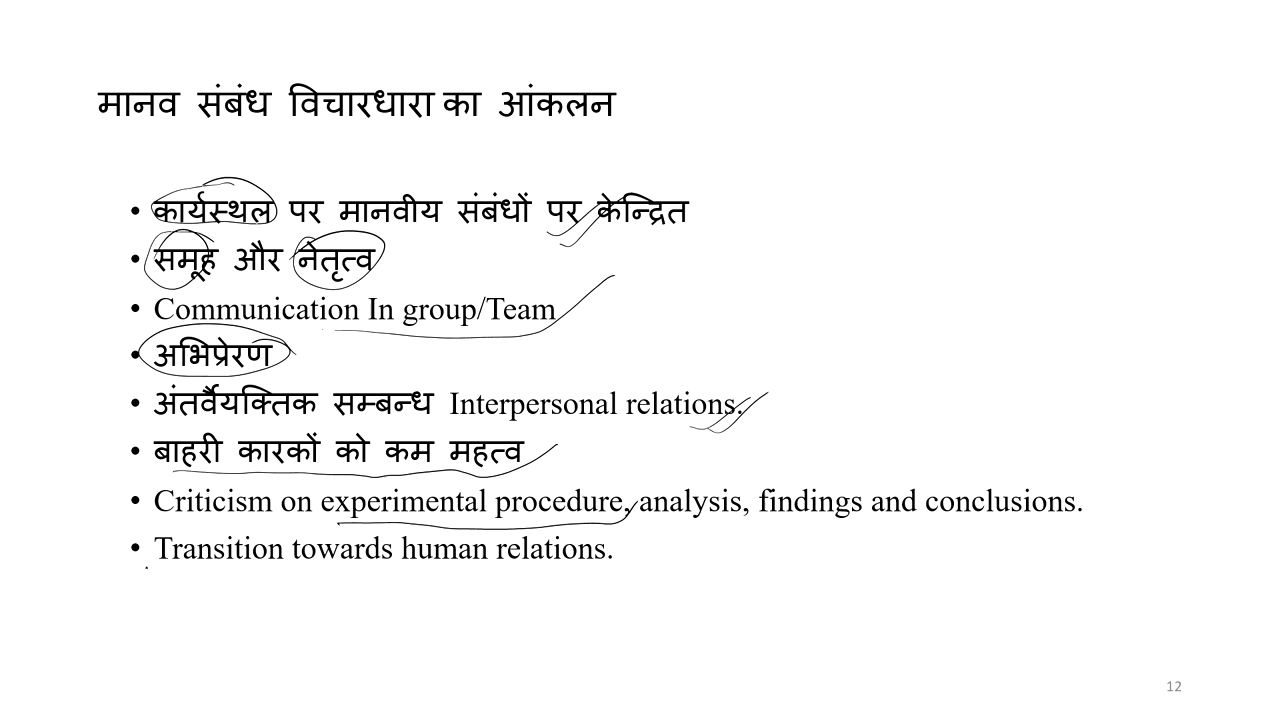 मानव संबंध विचारधारा का आंकलन
• कार्यस्थल पर मानवीय संबंधों पर केन्द्रित
• समूह और नेतृत्व
• Communication In group/Team
• अभिप्रेरण
• अंतर्वैयक्तिक सम्बन्ध Interpersonal relations.
• बाहरी कारकों को कम महत्व
• Criticism on experimental procedure, analysis, findings and conclusions.
• Transition towards human relations.
12